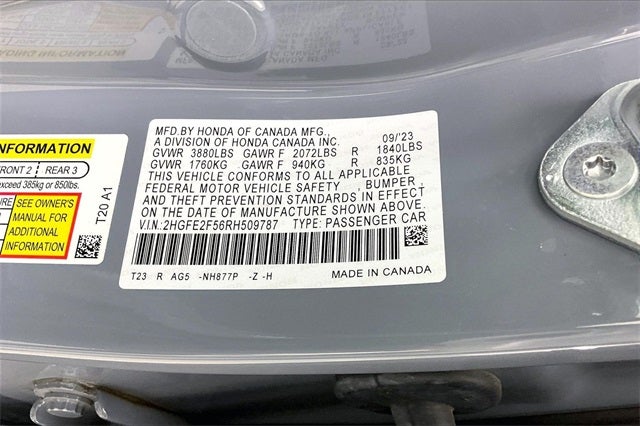 INFORMATION
FRONT 2 REAR 3
exceed 385kg or 850lbs.
SEE OWNER'S
MANUAL FOR
ADDITIONAL
INFORMATION
T20 A1
MFD.BY HONDA OF CANADA MFG., 09/'23
A DIVISION OF HONDA CANADA INC.
GVWR 3880LBS GAWR F 2072LBS R 1840LBS
GVWR 1760KG GAWR F 940KG R 835KG
THIS VEHICLE CONFORMS TO ALL APPLICABLE
FEDERAL MOTOR VEHICLE SAFETY , BUMPER ,
AND THEFT PREVENTION STANDARDS IN EFFECT
ON THE DATE OF MANUFACTURE SHOWN ABOVE.
V.I.N:2HGFE2F56RH509787 TYPE: PASSENGER CAR
T23 R AG5 -NH877P -Z -H MADE IN CANADA